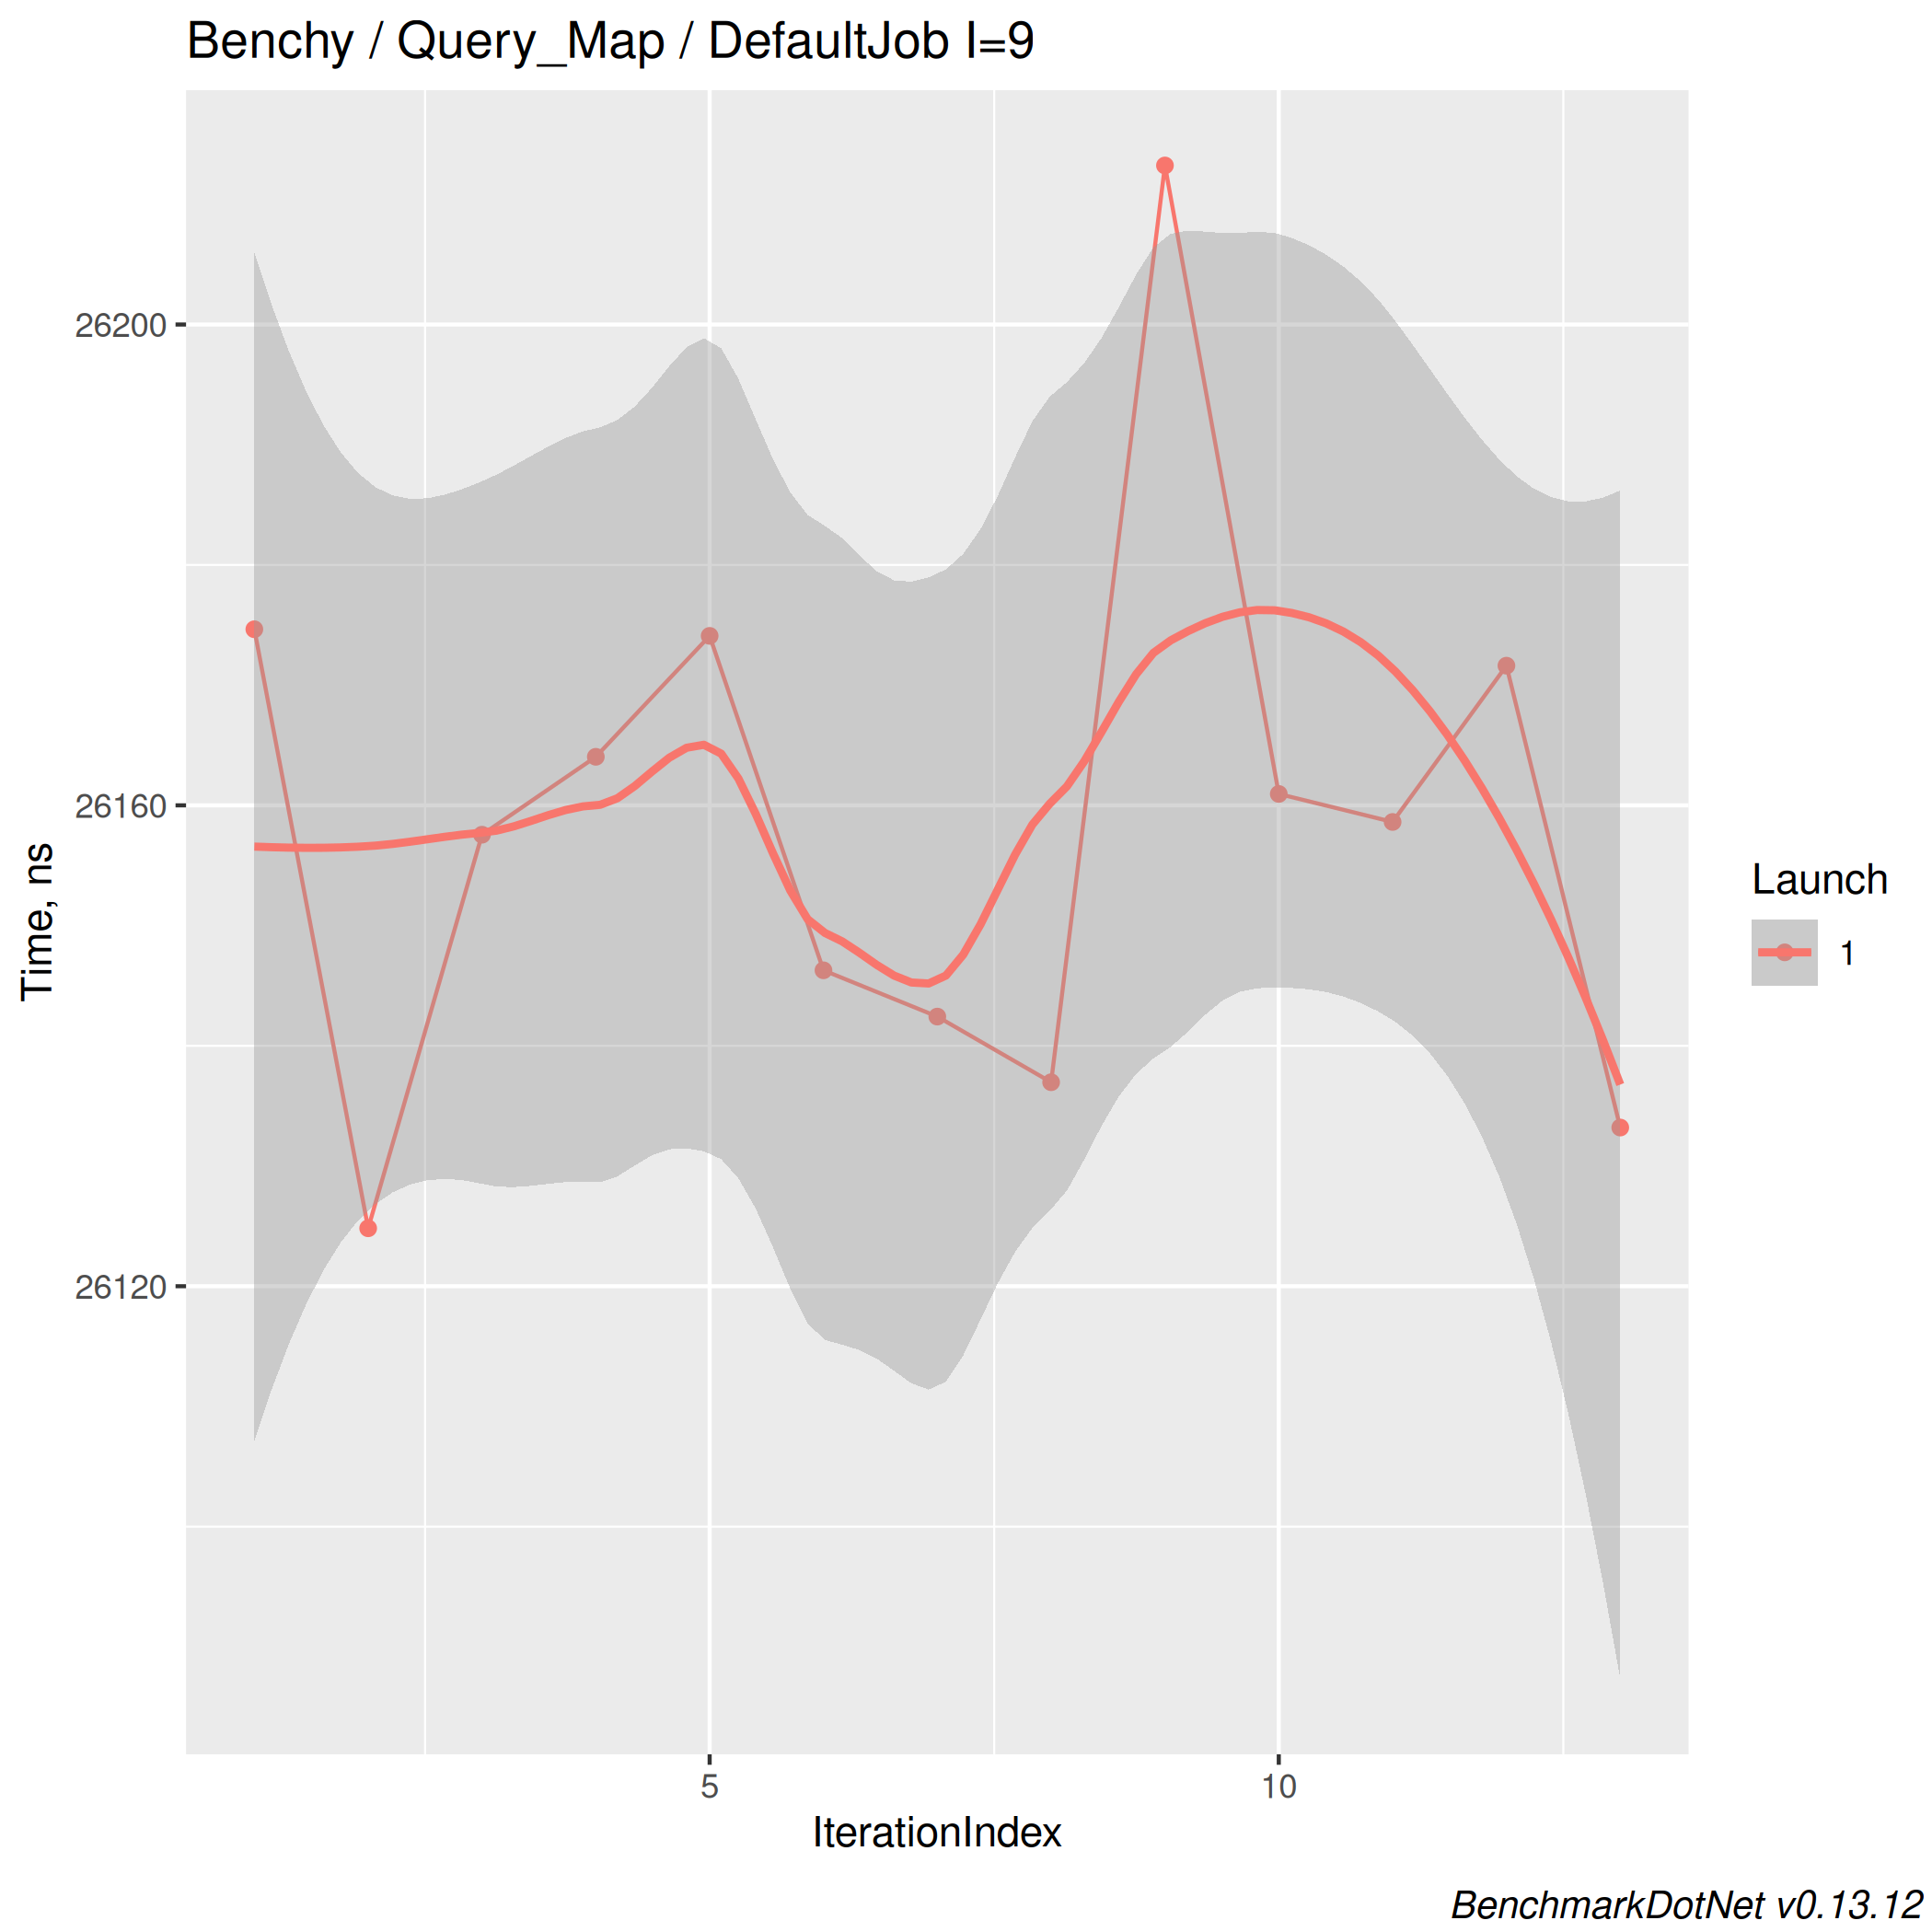 Benchy / Query_Map / DefaultJob I=9
Time, ns
26200
26160
26120
5 10
IterationIndex
Launch
1
BenchmarkDotNet v0.13.12